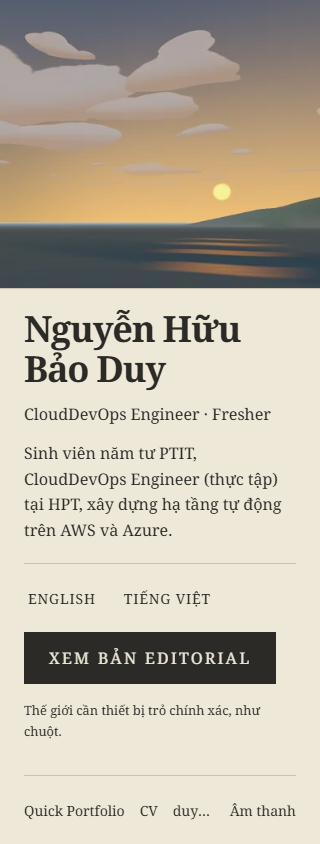 Nguyễn Hữu
Bảo Duy
CloudDevOps Engineer · Fresher
Sinh viên năm tư PTIT,
CloudDevOps Engineer (thực tập)
tại HPT, xây dựng hạ tầng tự động
trên AWS và Azure.
ENGLISH TIẾNG VIỆT
XEM BẢN EDITORIAL
Thế giới cần thiết bị trỏ chính xác, như
chuột.
Quick Portfolio CV duy... Âm thanh